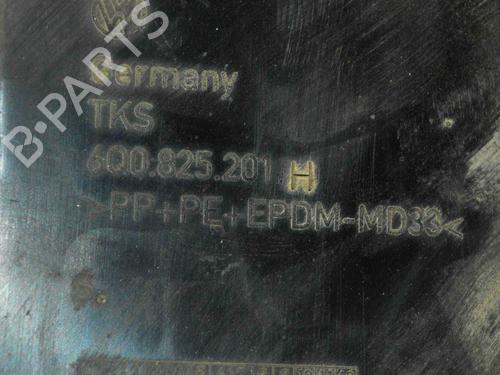 B-PARTS
Germany
TKS
6Q0.825.201 H
>PP+PE+EPDM-MD33<